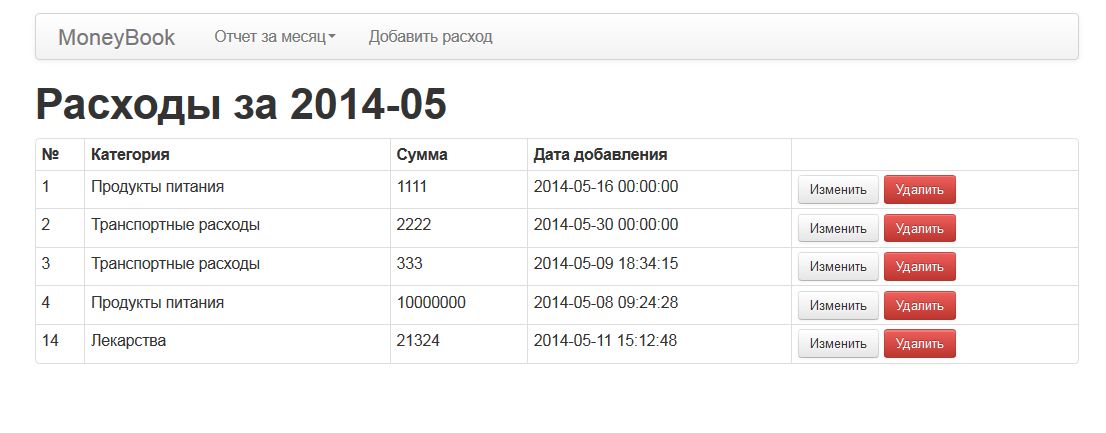 MoneyBook Отчет за месяц Добавить расход
Расходы за 2014-05
№ Категория Сумма Дата добавления
1 Продукты питания 1111 2014-05-16 00:00:00 Изменить Удалить
2 Транспортные расходы 2222 2014-05-30 00:00:00 Изменить Удалить
3 Транспортные расходы 333 2014-05-09 18:34:15 Изменить Удалить
4 Продукты питания 10000000 2014-05-08 09:24:28 Изменить Удалить
14 Лекарства 21324 2014-05-11 15:12:48 Изменить Удалить